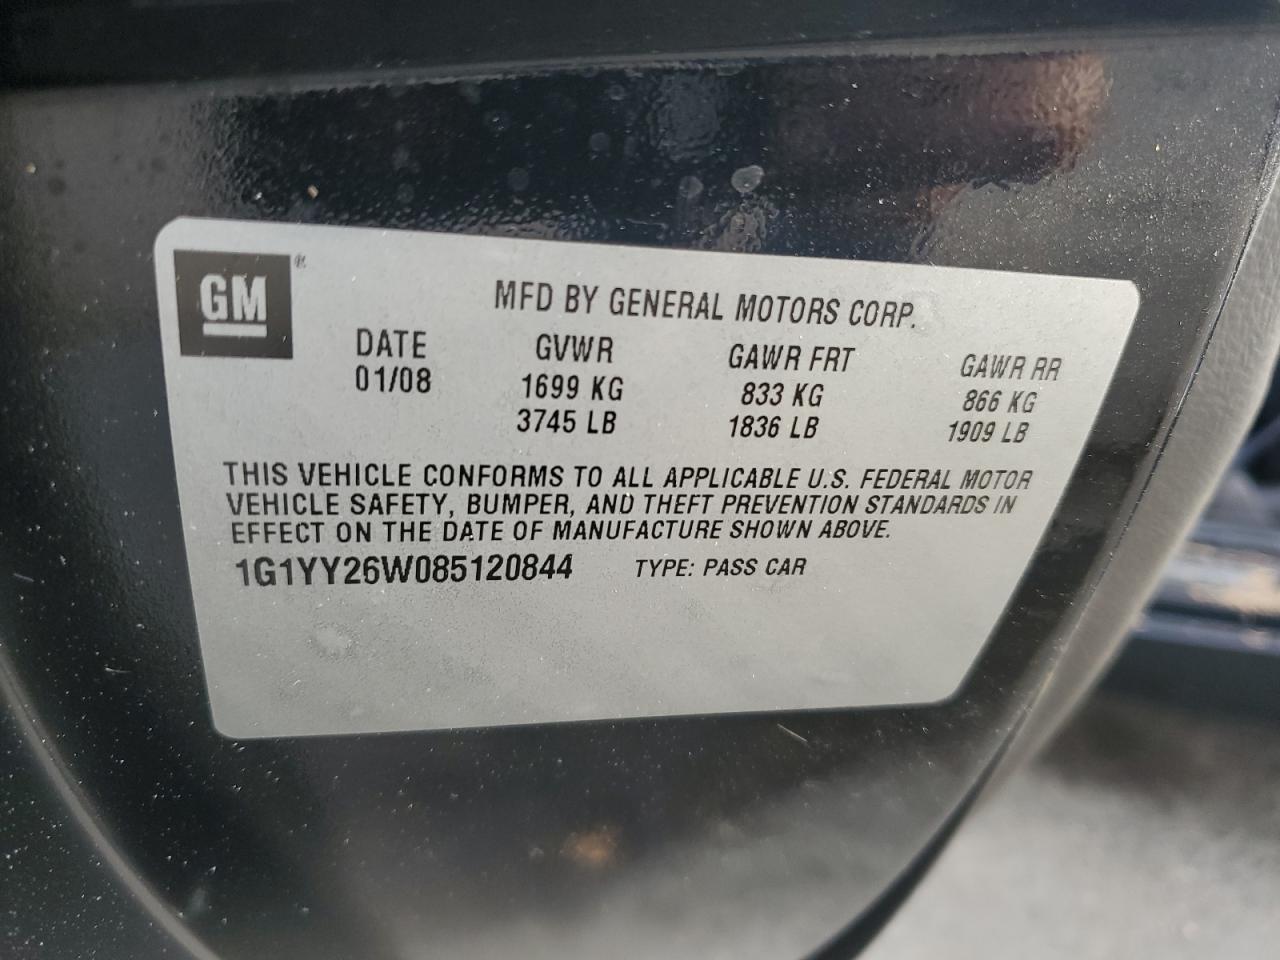 GM®
MFD BY GENERAL MOTORS CORP.
DATE GVWR GAWR FRT GAWR RR
01/08 1699 KG 833 KG 866 KG
3745 LB 1836 LB 1909 LB
THIS VEHICLE CONFORMS TO ALL APPLICABLE U.S. FEDERAL MOTOR
VEHICLE SAFETY, BUMPER, AND THEFT PREVENTION STANDARDS IN
EFFECT ON THE DATE OF MANUFACTURE SHOWN ABOVE.
1G1YY26W085120844 TYPE: PASS CAR